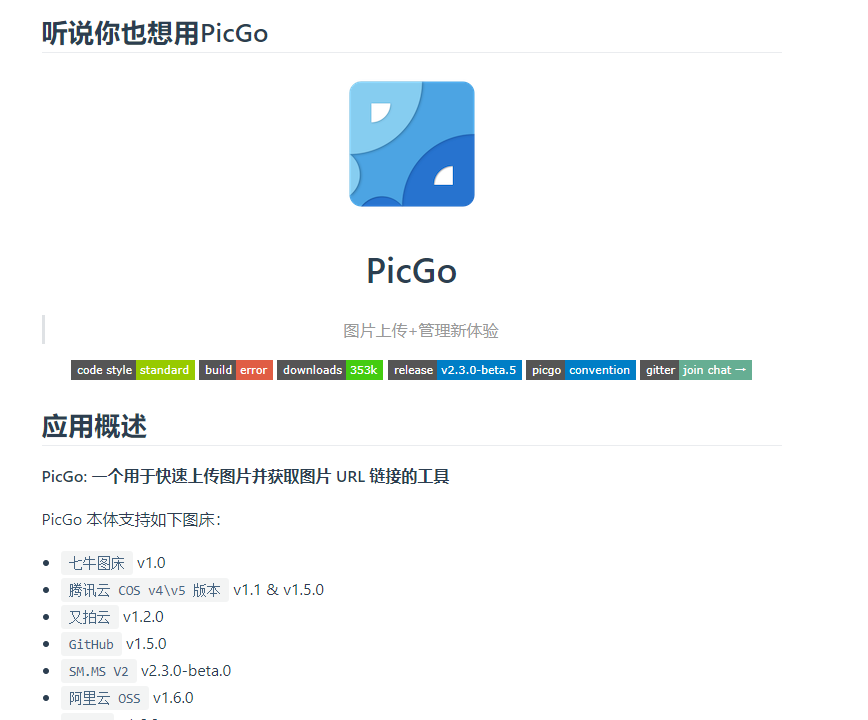 听说你也想用PicGo
PicGo
图片上传+管理新体验
code style standard build error downloads 353k release v2.3.0-beta.5 picgo convention gitter join chat →
应用概述
PicGo: 一个用于快速上传图片并获取图片 URL 链接的工具
PicGo 本体支持如下图床：
七牛图床 v1.0
腾讯云 COS v4\v5 版本 v1.1 & v1.5.0
又拍云 v1.2.0
GitHub v1.5.0
SM.MS V2 v2.3.0-beta.0
阿里云 OSS v1.6.0